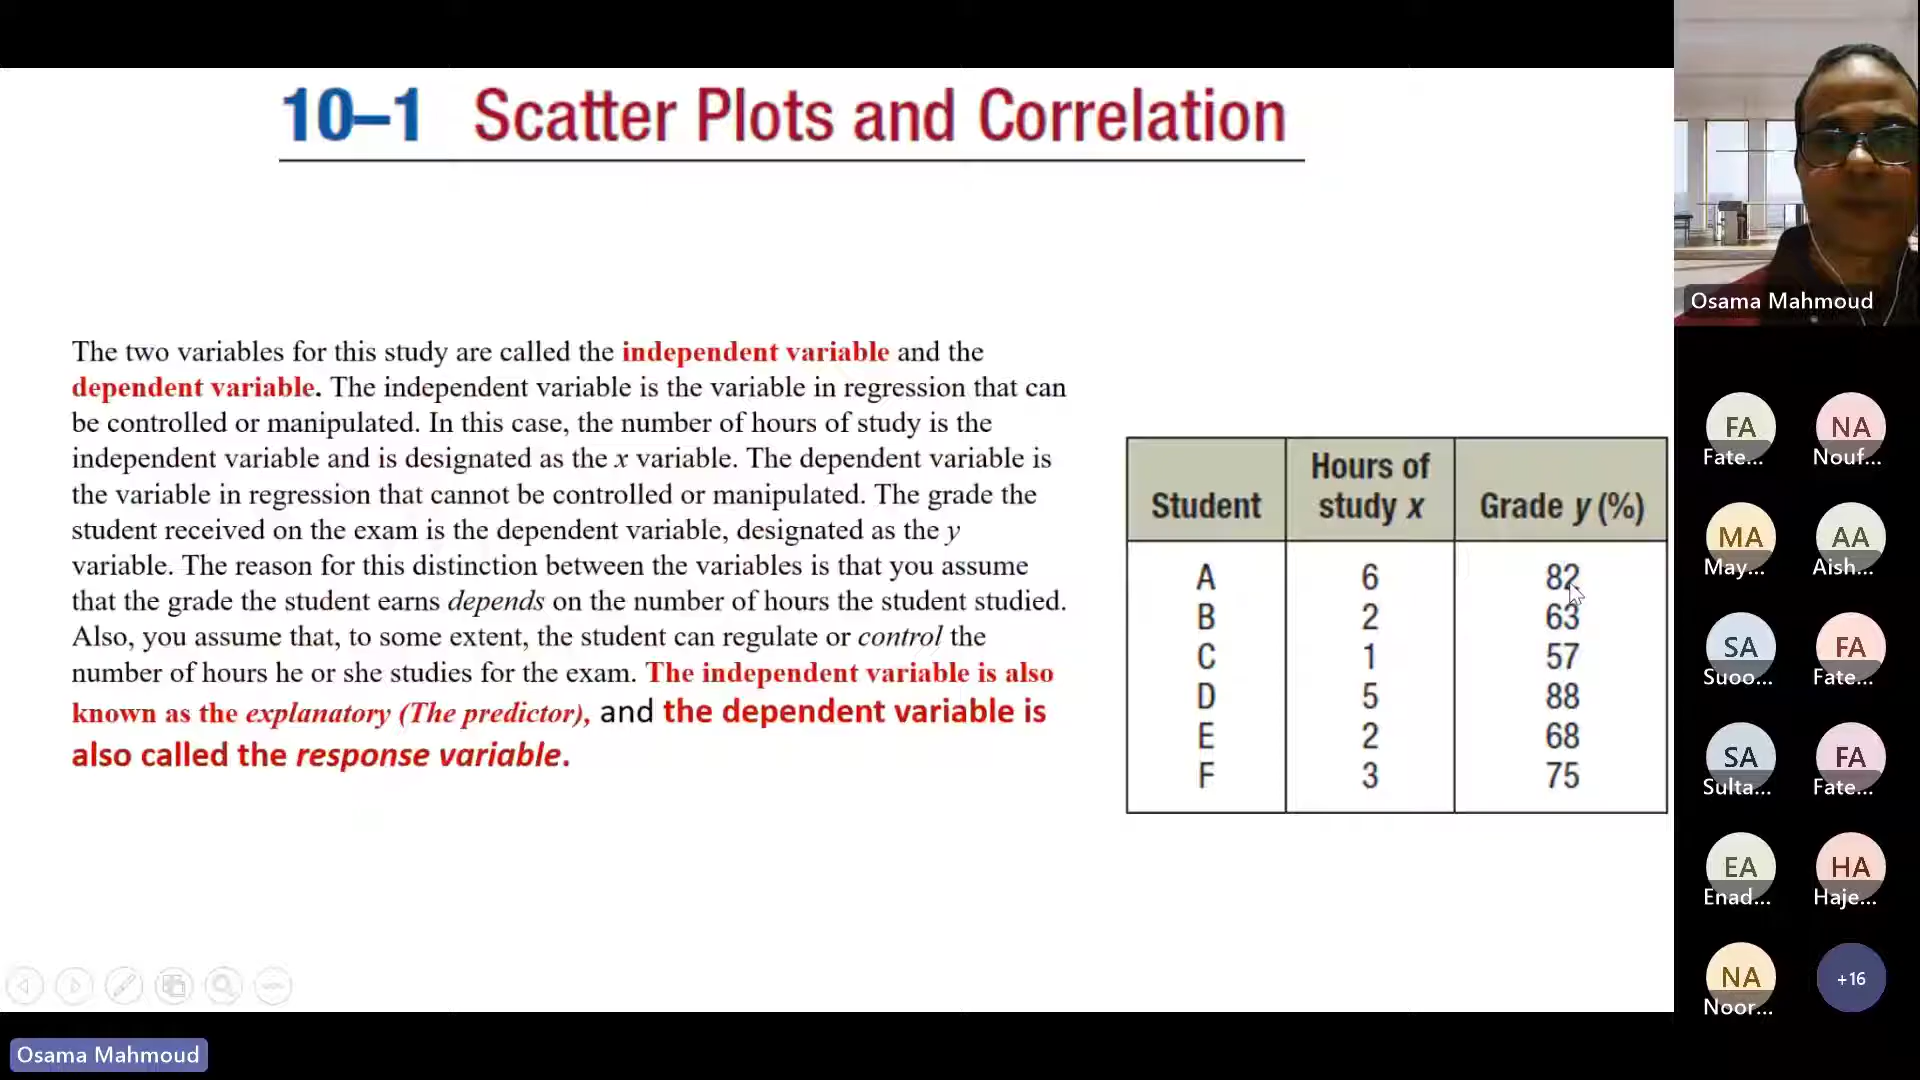 10–1 Scatter Plots and Correlation
The two variables for this study are called the independent variable and the
dependent variable. The independent variable is the variable in regression that can
be controlled or manipulated. In this case, the number of hours of study is the
independent variable and is designated as the x variable. The dependent variable is
the variable in regression that cannot be controlled or manipulated. The grade the
student received on the exam is the dependent variable, designated as the y
variable. The reason for this distinction between the variables is that you assume
that the grade the student earns depends on the number of hours the student studied.
Also, you assume that, to some extent, the student can regulate or control the
number of hours he or she studies for the exam. The independent variable is also
known as the explanatory (The predictor), and the dependent variable is
also called the response variable.
Student Hours of study x Grade y (%)
A 6 82
B 2 63
C 1 57
D 5 88
E 2 68
F 3 75
Osama Mahmoud
FA NA
Fate... Nouf...
MA AA
May... Aish...
SA FA
Suoo... Fate...
SA FA
Sulta... Fate...
EA HA
Enad... Haje...
NA +16
Noor...
Osama Mahmoud